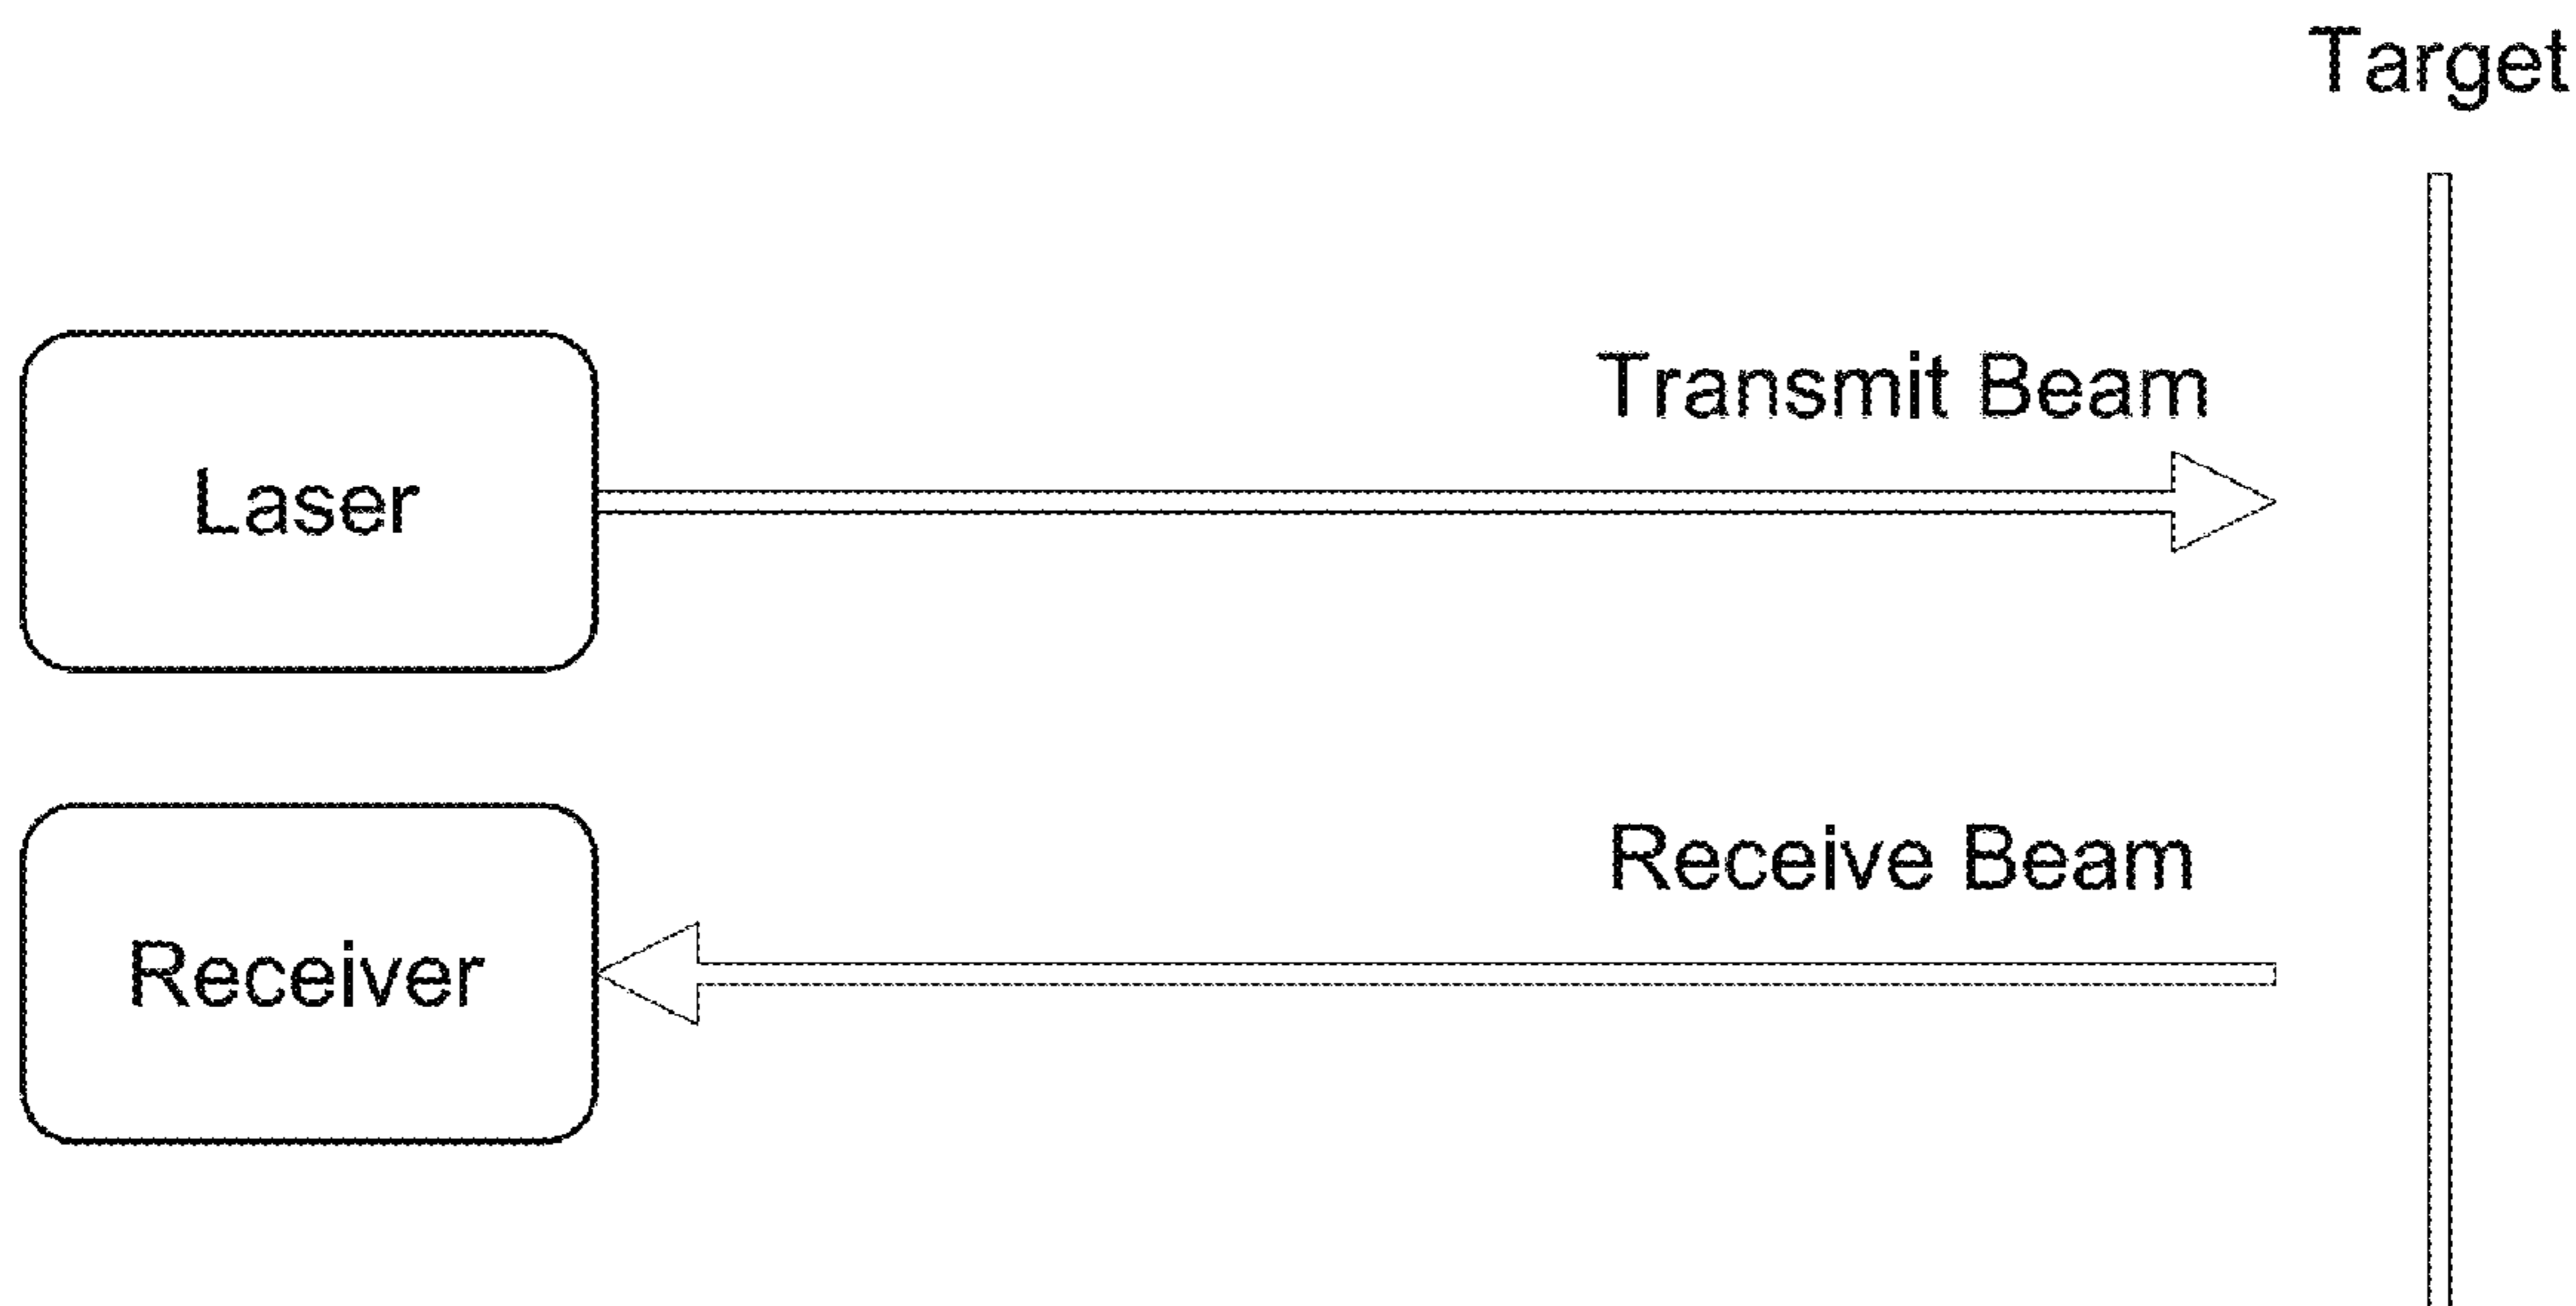 Target
Transmit Beam
Laser
Receive Beam
Receiver